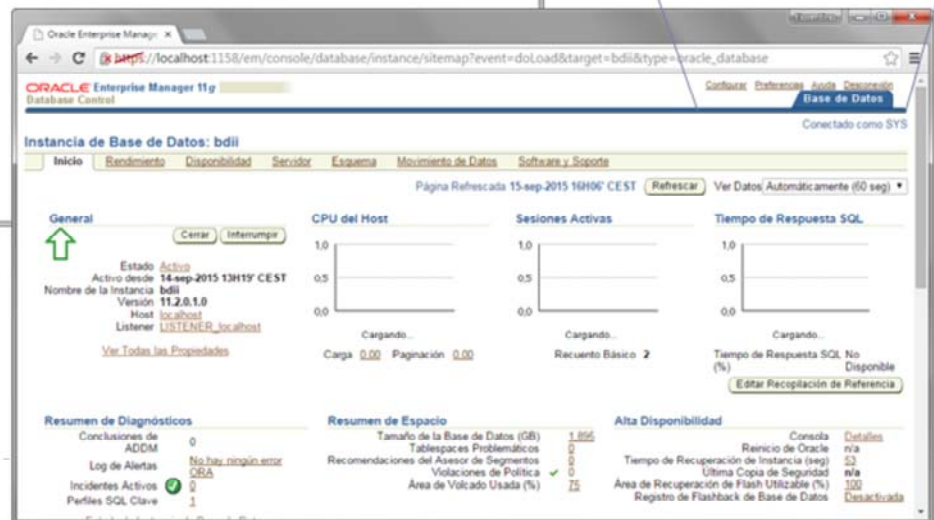 Oracle Enterprise Manag
https://localhost:1158/em/console/database/instance/sitemap?event=doLoad&target=bdii&type=oracle_database
ORACLE Enterprise Manager 11g
Database Control
Configurar Preferencias Ayuda Desconexión
Base de Datos
Conectado como SYS
Instancia de Base de Datos: bdii
Inicio Rendimiento Disponibilidad Servidor Esquema Movimiento de Datos Software y Soporte
Página Refrescada 15-sep-2015 16H06' CEST Refrescar Ver Datos Automáticamente (60 seg)
General
Cerrar Interrumpir
Estado Activo
Activo desde 14-sep-2015 13H19' CEST
Nombre de la Instancia bdii
Versión 11.2.0.1.0
Host localhost
Listener LISTENER_localhost
Ver Todas las Propiedades
CPU del Host
1,0
0,5
0,0
Cargando...
Carga 0.00 Paginación 0.00
Sesiones Activas
1,0
0,5
0,0
Cargando...
Recuento Básico 2
Tiempo de Respuesta SQL
1,0
0,5
0,0
Cargando...
Tiempo de Respuesta SQL No
(%) Disponible
Editar Recopilación de Referencia
Resumen de Diagnósticos
Conclusiones de
ADDM 0
Log de Alertas No hay ningún error
ORA
Incidentes Activos 0
Perfiles SQL Clave 1
Resumen de Espacio
Tamaño de la Base de Datos (GB) 1.895
Tablespaces Problemáticos 0
Recomendaciones del Asesor de Segmentos 0
Violaciones de Política 0
Área de Volcado Usada (%) 75
Alta Disponibilidad
Consola Detalles
Reinicio de Oracle n/a
Tiempo de Recuperación de Instancia (seg) 53
Última Copia de Seguridad n/a
Área de Recuperación de Flash Utilizable (%) 100
Registro de Flashback de Base de Datos Desactivada